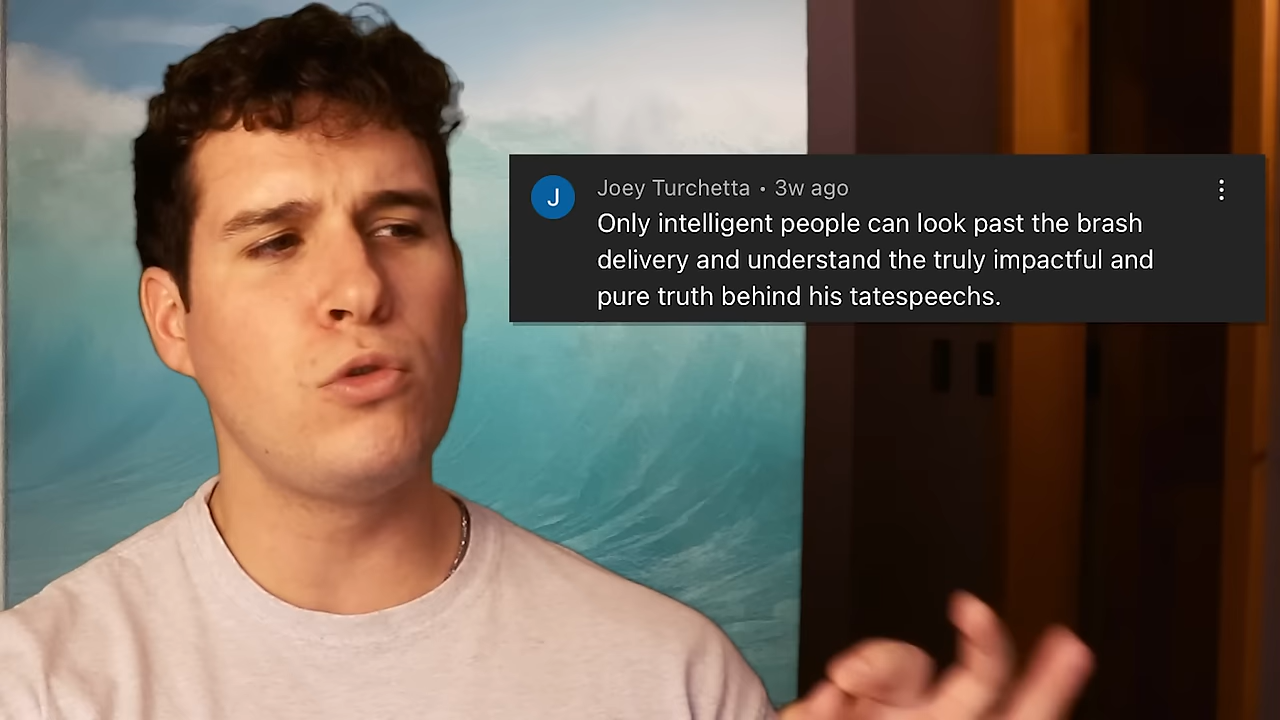 J
Joey Turchetta • 3w ago
Only intelligent people can look past the brash
delivery and understand the truly impactful and
pure truth behind his tatespeechs.